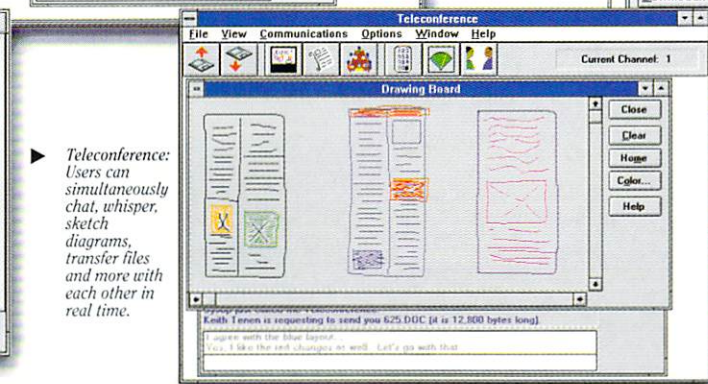 Teleconference
File View Communications Options Window Help
Current Channel: 1
Drawing Board
Close
Clear
Home
Color...
Help
Teleconference:
Users can
simultaneously
chat, whisper,
sketch
diagrams,
transfer files
and more with
each other in
real time.
Keith Tenen is requesting to send you 625.DOC (it is 12,800 bytes long)
I agree with the blue layout...
Yes, I like the red changes as well. Let's go with that